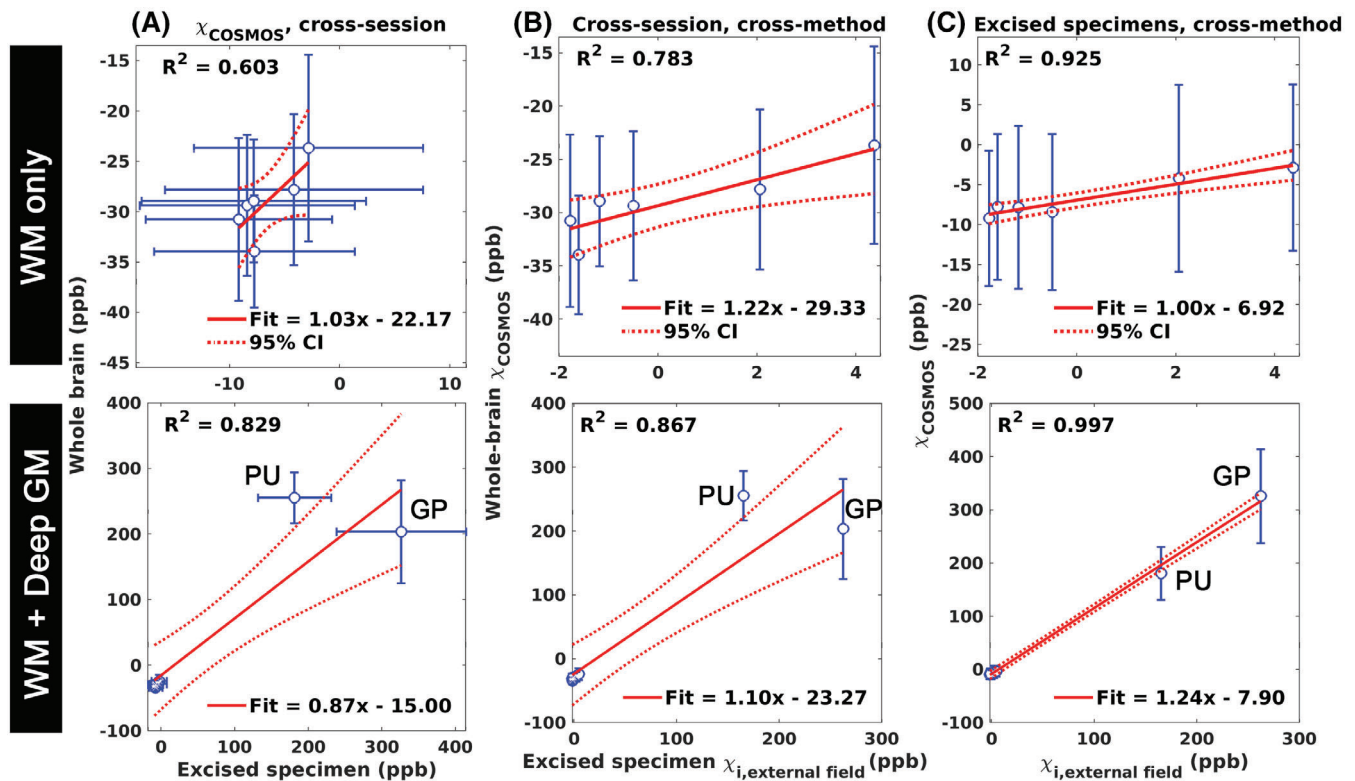 (A) χCOSMOS, cross-session
(B) Cross-session, cross-method
(C) Excised specimens, cross-method
WM only
WM + Deep GM
Whole brain (ppb)
-15
-20
-25
-30
-35
-40
-45
R² = 0.603
Fit = 1.03x - 22.17
95% CI
-10
0
10
Whole-brain χCOSMOS (ppb)
-15
-20
-25
-30
-35
-40
R² = 0.783
Fit = 1.22x - 29.33
95% CI
-2
0
2
4
χCOSMOS (ppb)
10
5
0
-5
-10
-15
-20
-25
R² = 0.925
Fit = 1.00x - 6.92
95% CI
-2
0
2
4
400
300
200
100
0
-100
R² = 0.829
PU
GP
Fit = 0.87x - 15.00
0
100
200
300
400
Excised specimen (ppb)
400
300
200
100
0
-100
R² = 0.867
PU
GP
Fit = 1.10x - 23.27
0
100
200
300
Excised specimen χi,external field (ppb)
500
400
300
200
100
0
-100
R² = 0.997
GP
PU
Fit = 1.24x - 7.90
0
100
200
300
χi,external field (ppb)